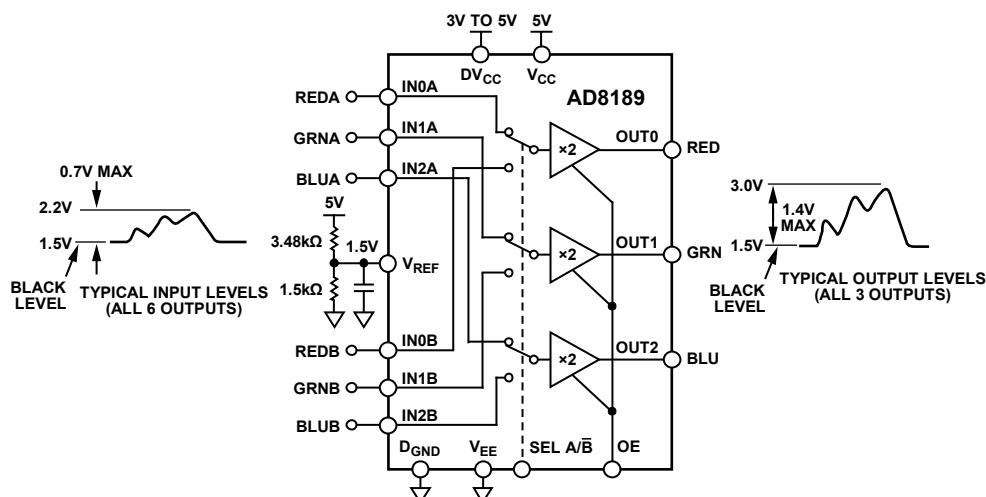 3V TO 5V
5V
DVCC
VCC
AD8189
REDA
IN0A
GRNA
IN1A
BLUA
IN2A
×2
OUT0
RED
0.7V MAX
2.2V
1.5V
BLACK
LEVEL
TYPICAL INPUT LEVELS
(ALL 6 OUTPUTS)
5V
3.48kΩ
1.5V
1.5kΩ
VREF
×2
OUT1
GRN
3.0V
1.4V
MAX
1.5V
BLACK
LEVEL
TYPICAL OUTPUT LEVELS
(ALL 3 OUTPUTS)
REDB
IN0B
GRNB
IN1B
BLUB
IN2B
×2
OUT2
BLU
DGND
VEE
SEL A/B̅
OE